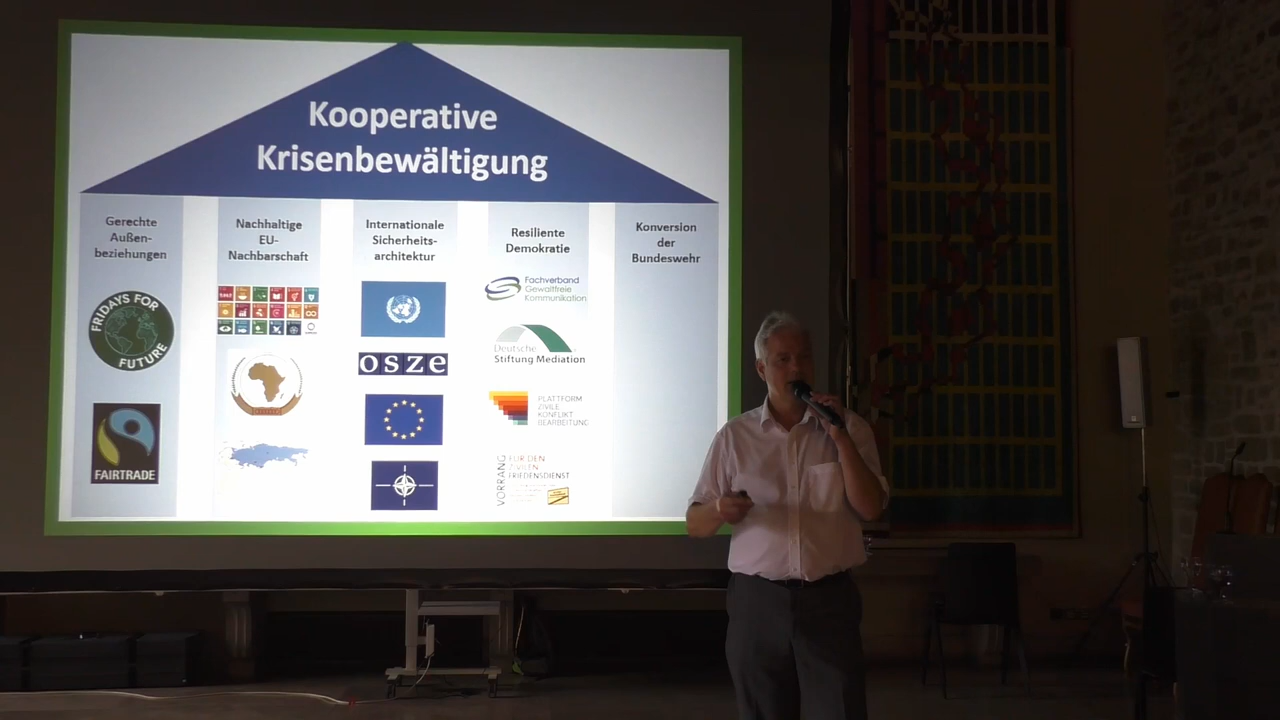 Kooperative
Krisenbewältigung
Gerechte
Außen-
beziehungen
FRIDAYS FOR
FUTURE
FAIRTRADE
Nachhaltige
EU-
Nachbarschaft
Internationale
Sicherheits-
architektur
osze
Resiliente
Demokratie
Fachverband
Gewaltfreie
Kommunikation
Deutsche
Stiftung Mediation
PLATTFORM
ZIVILE
KONFLIKT
BEARBEITUNG
VORRANG
FÜR DEN
ZIVILEN
FRIEDENSDIENST
Konversion
der
Bundeswehr